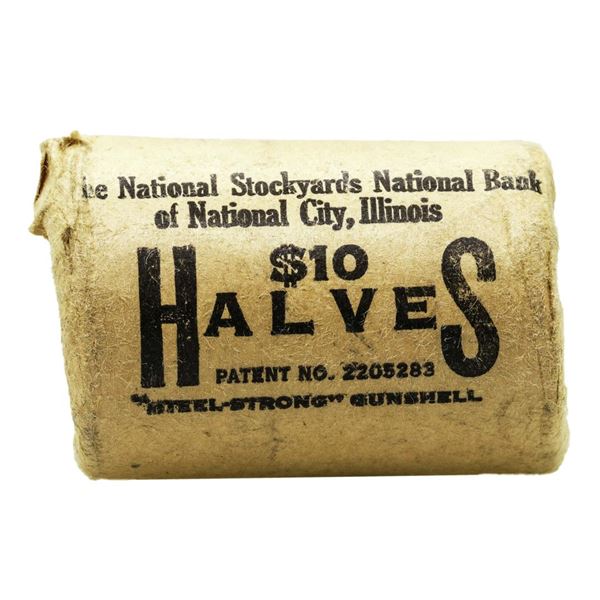 he National Stockyards National Bank
of National City, Illinois
$10
HALVES
PATENT NO. 2205283
"STEEL-STRONG" GUNSHELL